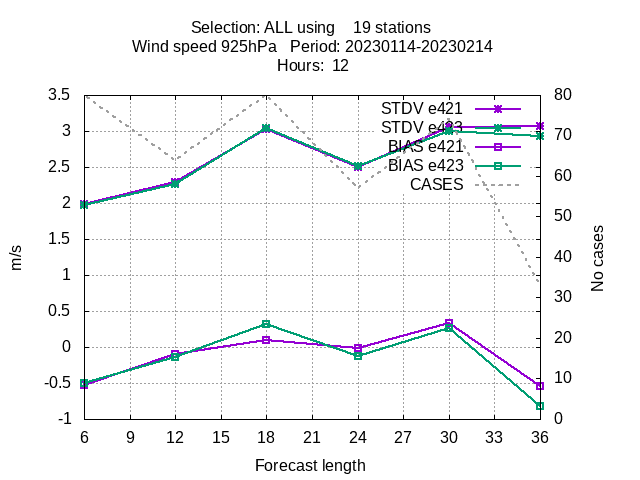 Selection: ALL using    19 stations
Wind speed 925hPa   Period: 20230114-20230214
Hours:  12
3.5
3
2.5
2
1.5
1
0.5
0
-0.5
-1
80
70
60
50
40
30
20
10
0
m/s
No cases
STDV e421
STDV e423
BIAS e421
BIAS e423
CASES
6 9 12 15 18 21 24 27 30 33 36
Forecast length